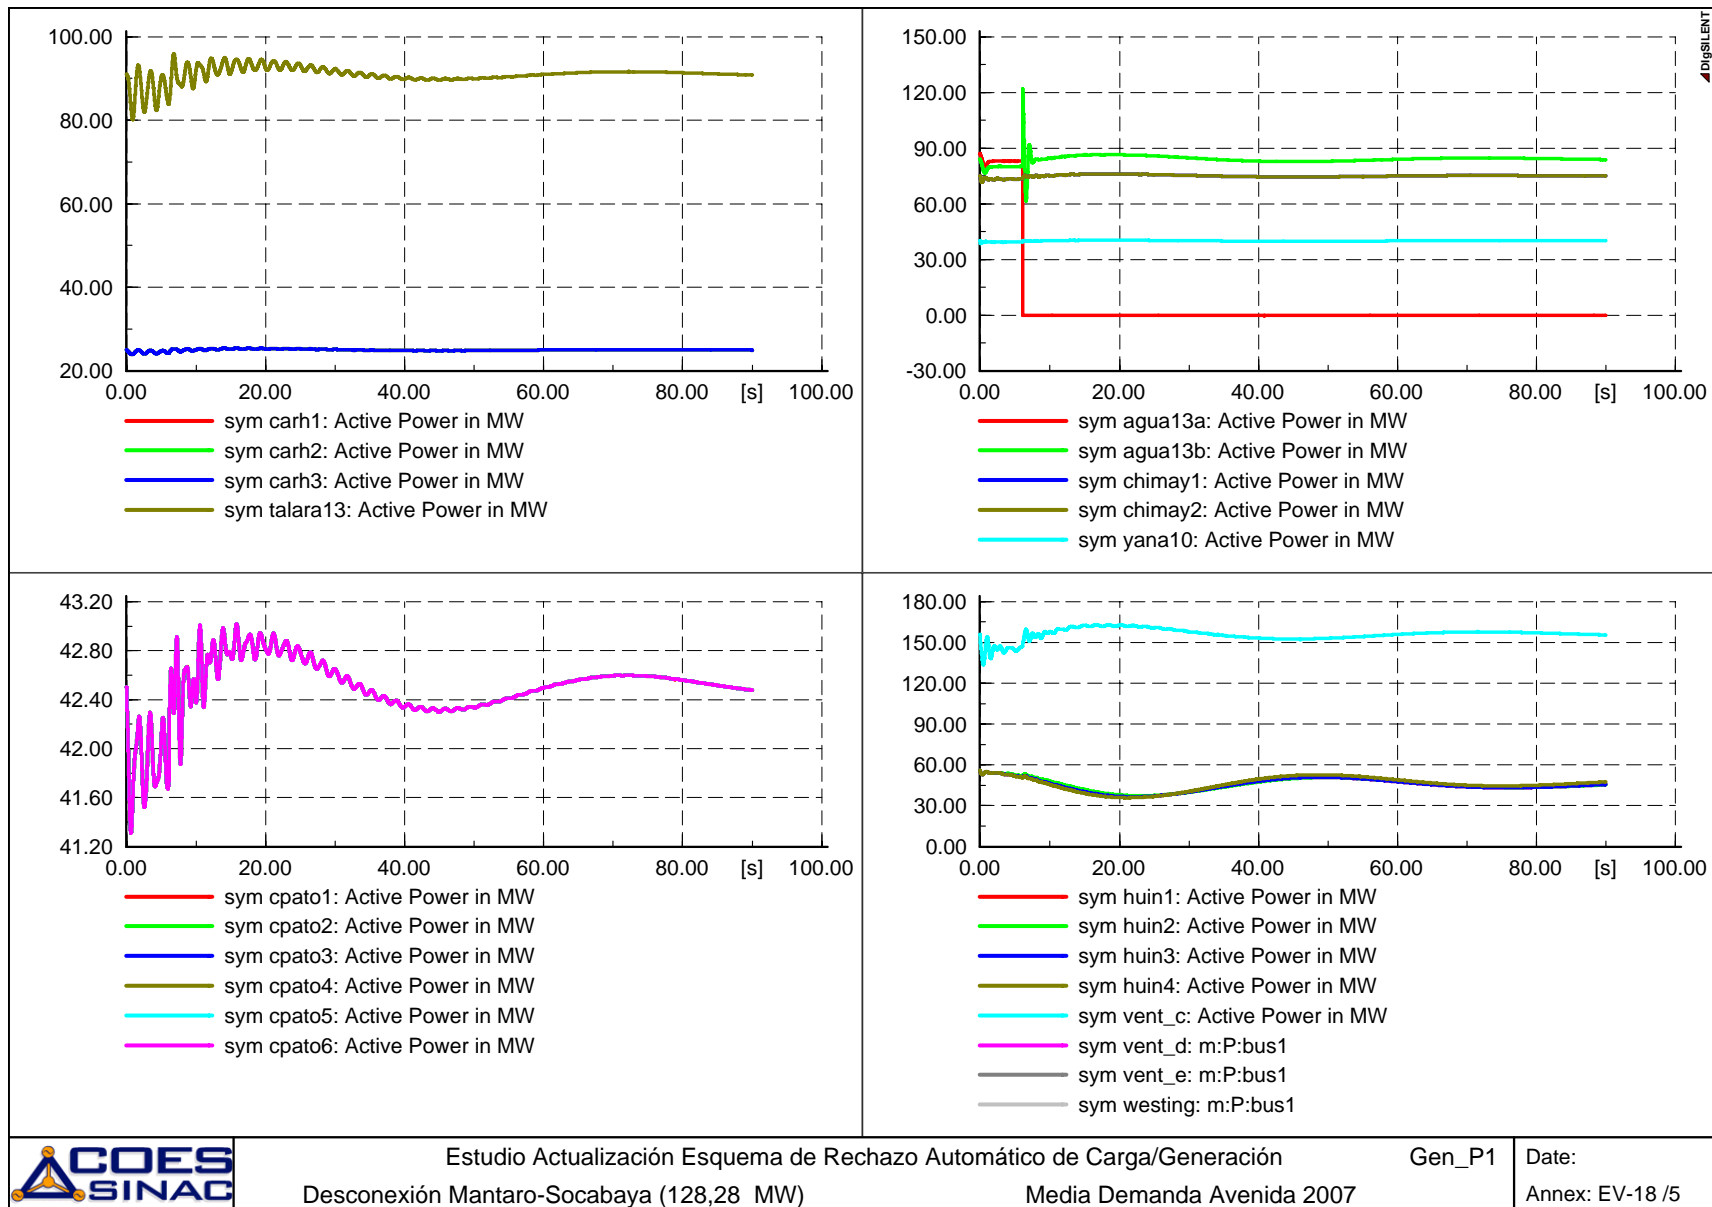 100.00
80.00
60.00
40.00
20.00
0.00 20.00 40.00 60.00 80.00 [s] 100.00
sym carh1: Active Power in MW
sym carh2: Active Power in MW
sym carh3: Active Power in MW
sym talara13: Active Power in MW
150.00
120.00
90.00
60.00
30.00
0.00
-30.00
0.00 20.00 40.00 60.00 80.00 [s] 100.00
sym agua13a: Active Power in MW
sym agua13b: Active Power in MW
sym chimay1: Active Power in MW
sym chimay2: Active Power in MW
sym yana10: Active Power in MW
DIgSILENT
43.20
42.80
42.40
42.00
41.60
41.20
0.00 20.00 40.00 60.00 80.00 [s] 100.00
sym cpato1: Active Power in MW
sym cpato2: Active Power in MW
sym cpato3: Active Power in MW
sym cpato4: Active Power in MW
sym cpato5: Active Power in MW
sym cpato6: Active Power in MW
180.00
150.00
120.00
90.00
60.00
30.00
0.00
0.00 20.00 40.00 60.00 80.00 [s] 100.00
sym huin1: Active Power in MW
sym huin2: Active Power in MW
sym huin3: Active Power in MW
sym huin4: Active Power in MW
sym vent_c: Active Power in MW
sym vent_d: m:P:bus1
sym vent_e: m:P:bus1
sym westing: m:P:bus1
COES
SINAC
Estudio Actualización Esquema de Rechazo Automático de Carga/Generación Gen_P1
Desconexión Mantaro-Socabaya (128,28 MW) Media Demanda Avenida 2007
Date:
Annex: EV-18 /5